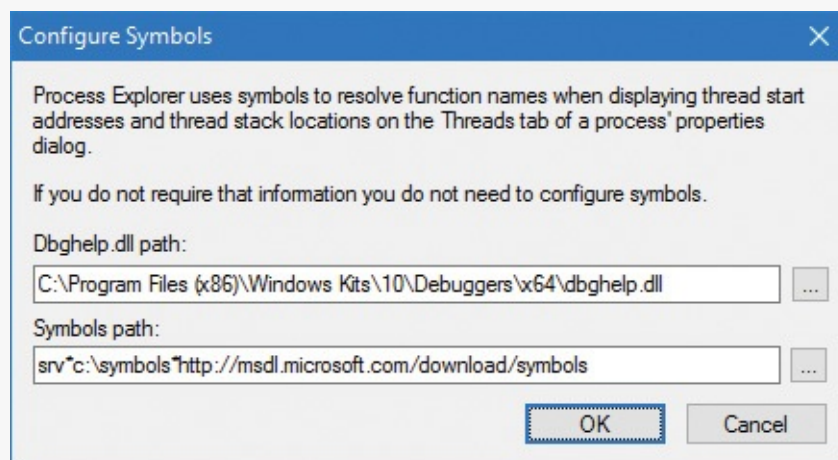 Configure Symbols
Process Explorer uses symbols to resolve function names when displaying thread start
addresses and thread stack locations on the Threads tab of a process' properties
dialog.
If you do not require that information you do not need to configure symbols.
Dbghelp.dll path:
C:\Program Files (x86)\Windows Kits\10\Debuggers\x64\dbghelp.dll
...
Symbols path:
srv*c:\symbols*http://msdl.microsoft.com/download/symbols
...
OK Cancel